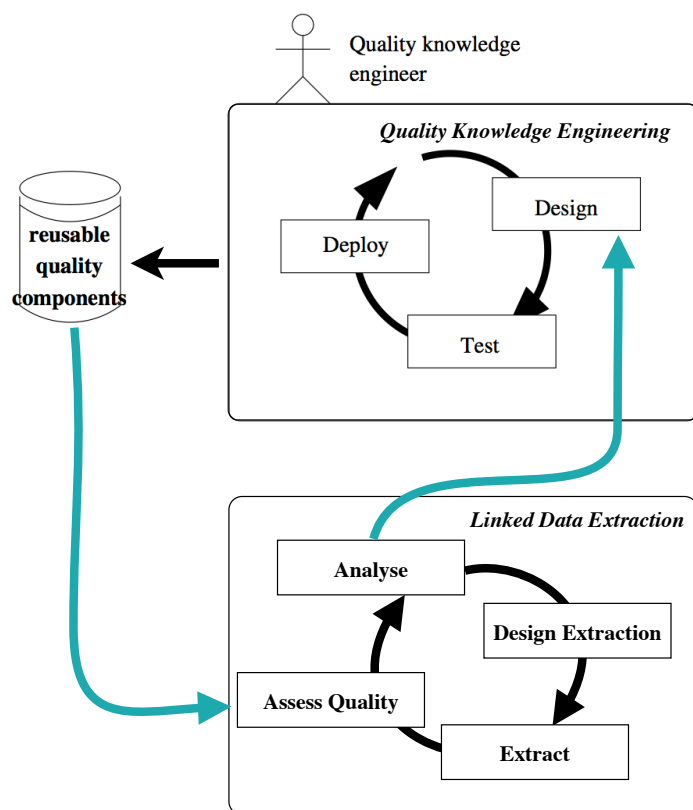 Quality knowledge
engineer
Quality Knowledge Engineering
Design
Deploy
Test
reusable
quality
components
Linked Data Extraction
Analyse
Design Extraction
Assess Quality
Extract